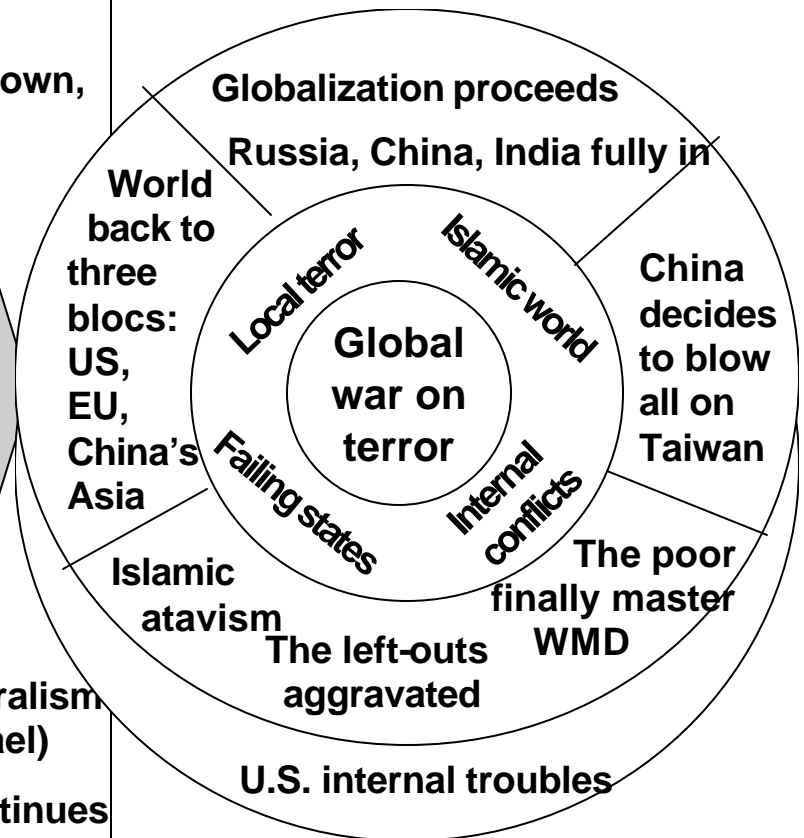 own,
Globalization proceeds
Russia, China, India fully in
World
back to
three
blocs:
US,
EU,
China's
Asia
Local terror
Islamic world
Global
war on
terror
China
decides
to blow
all on
Taiwan
Failing states
Internal
conflicts
Islamic
atavism
The left-outs
aggravated
The poor
finally master
WMD
ralism
ael)
U.S. internal troubles
tinues